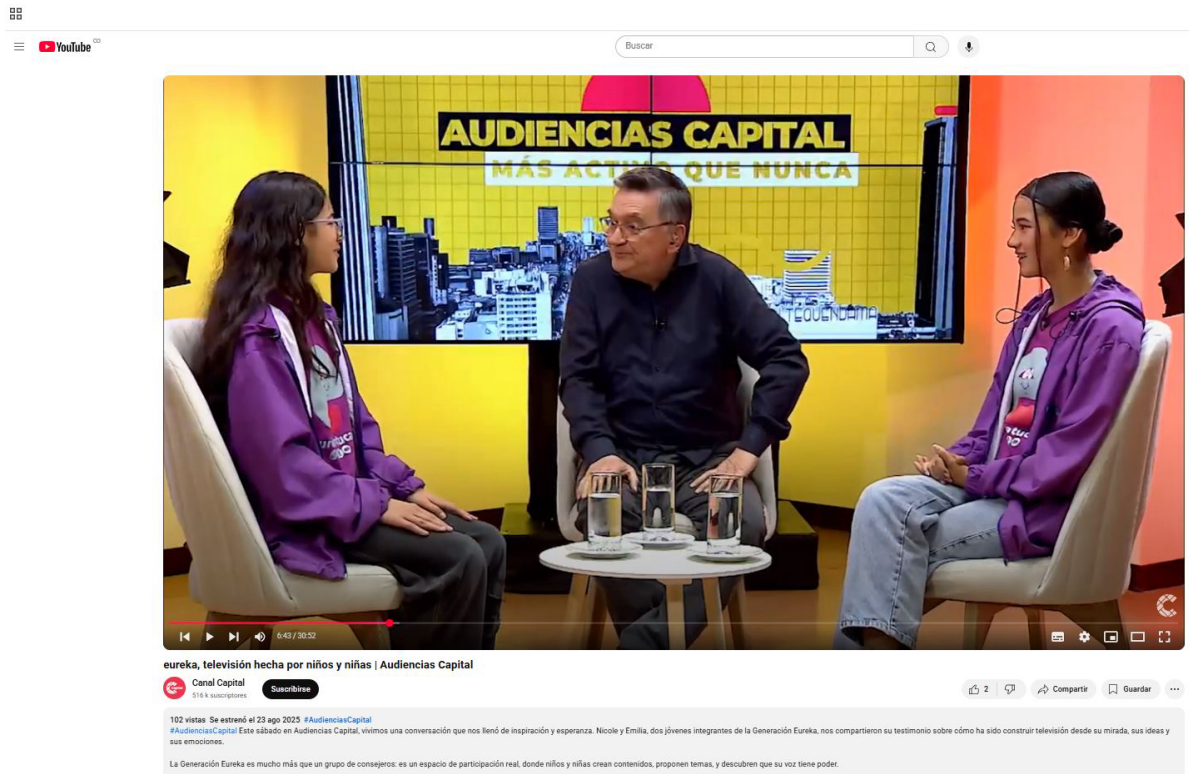 YouTube CO
Buscar
AUDIENCIAS CAPITAL
MÁS ACTIVO QUE NUNCA
TEQUENDAMA
6:43 / 30:52
eureka, televisión hecha por niños y niñas | Audiencias Capital
Canal Capital
516 k suscriptores
Suscribirse
2
Compartir
Guardar
102 vistas Se estrenó el 23 ago 2025 #AudienciasCapital
#AudienciasCapital Este sábado en Audiencias Capital, vivimos una conversación que nos llenó de inspiración y esperanza. Nicole y Emilia, dos jóvenes integrantes de la Generación Eureka, nos compartieron su testimonio sobre cómo ha sido construir televisión desde su mirada, sus ideas y
sus emociones.
La Generación Eureka es mucho más que un grupo de consejeros: es un espacio de participación real, donde niños y niñas crean contenidos, proponen temas, y descubren que su voz tiene poder.